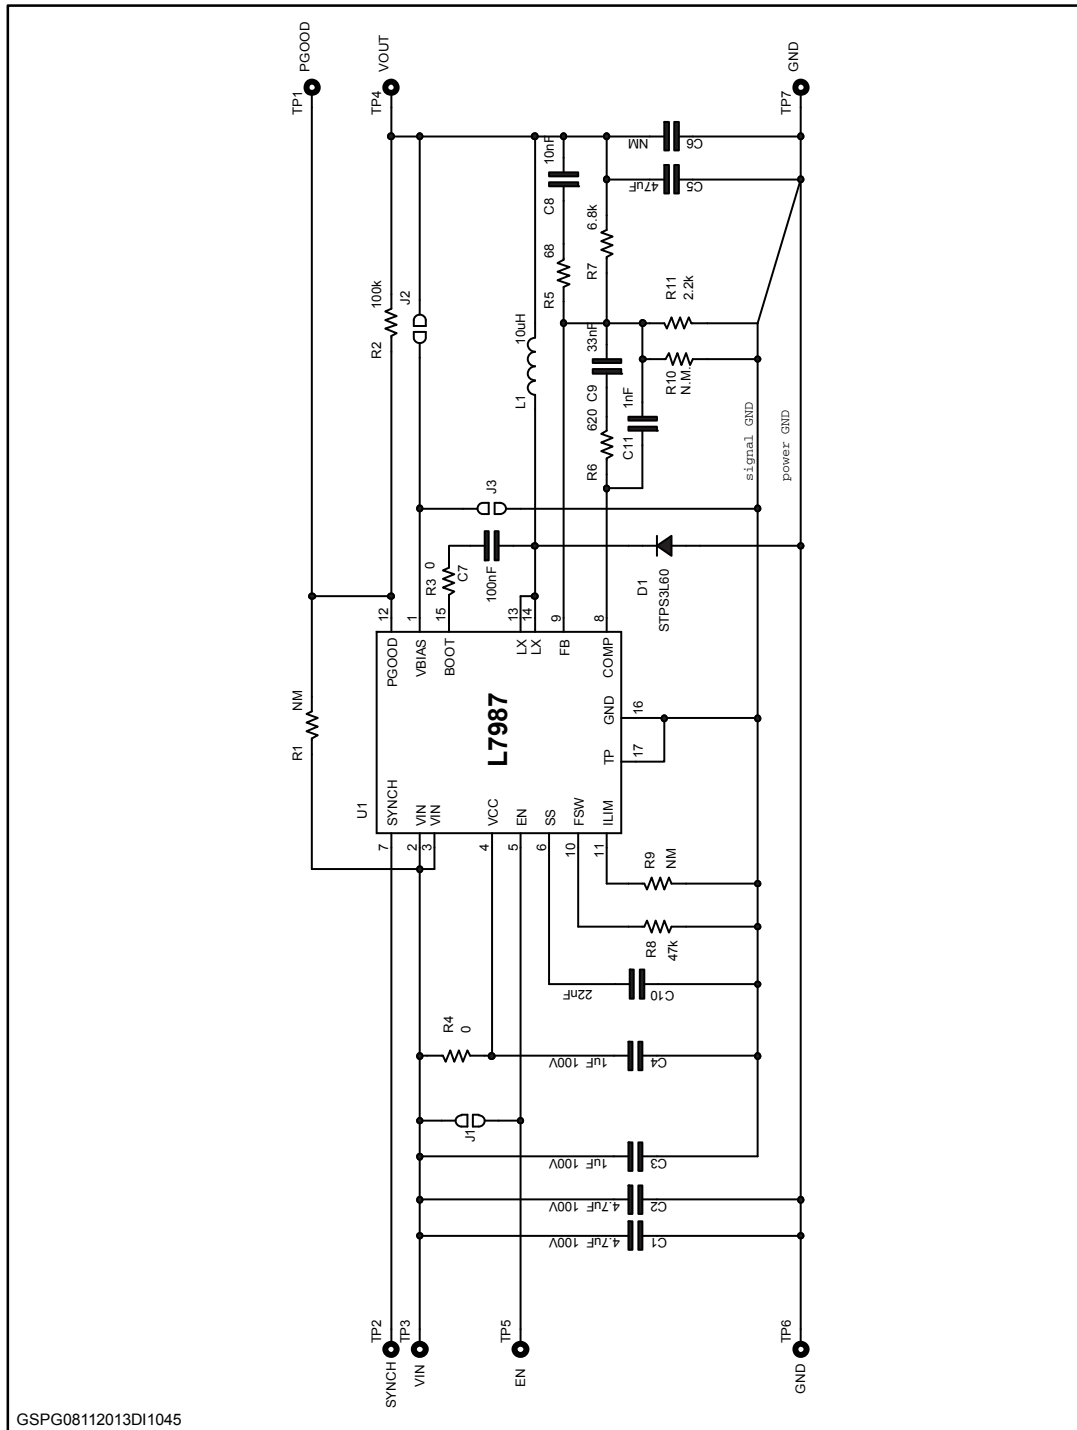 PGOOD
TP1
VOUT
TP4
GND
TP7
R2 100k
J2
L1 10uH
C8 10nF
R5 68
R7 6.8k
47uF C5
NM C6
R11
2.2k
R10
N.M.
C9 33nF
R6 620
C11 1nF
signal GND
power GND
J3
R3 0
C7
100nF
D1
STPS3L60
12
1
15
13
14
9
8
PGOOD
VBIAS
BOOT
LX
LX
FB
COMP
R1 NM
U1
L7987
GND
16
TP
17
SYNCH
VIN
VIN
VCC
EN
SS
FSW
ILIM
7
2
3
4
5
6
10
11
R9
NM
R8
47k
22nF C10
R4
0
1uF 100V C4
J1
1uF 100V C3
4.7uF 100V C2
4.7uF 100V C1
TP2
SYNCH
TP3
VIN
TP5
EN
TP6
GND
GSPG08112013DI1045